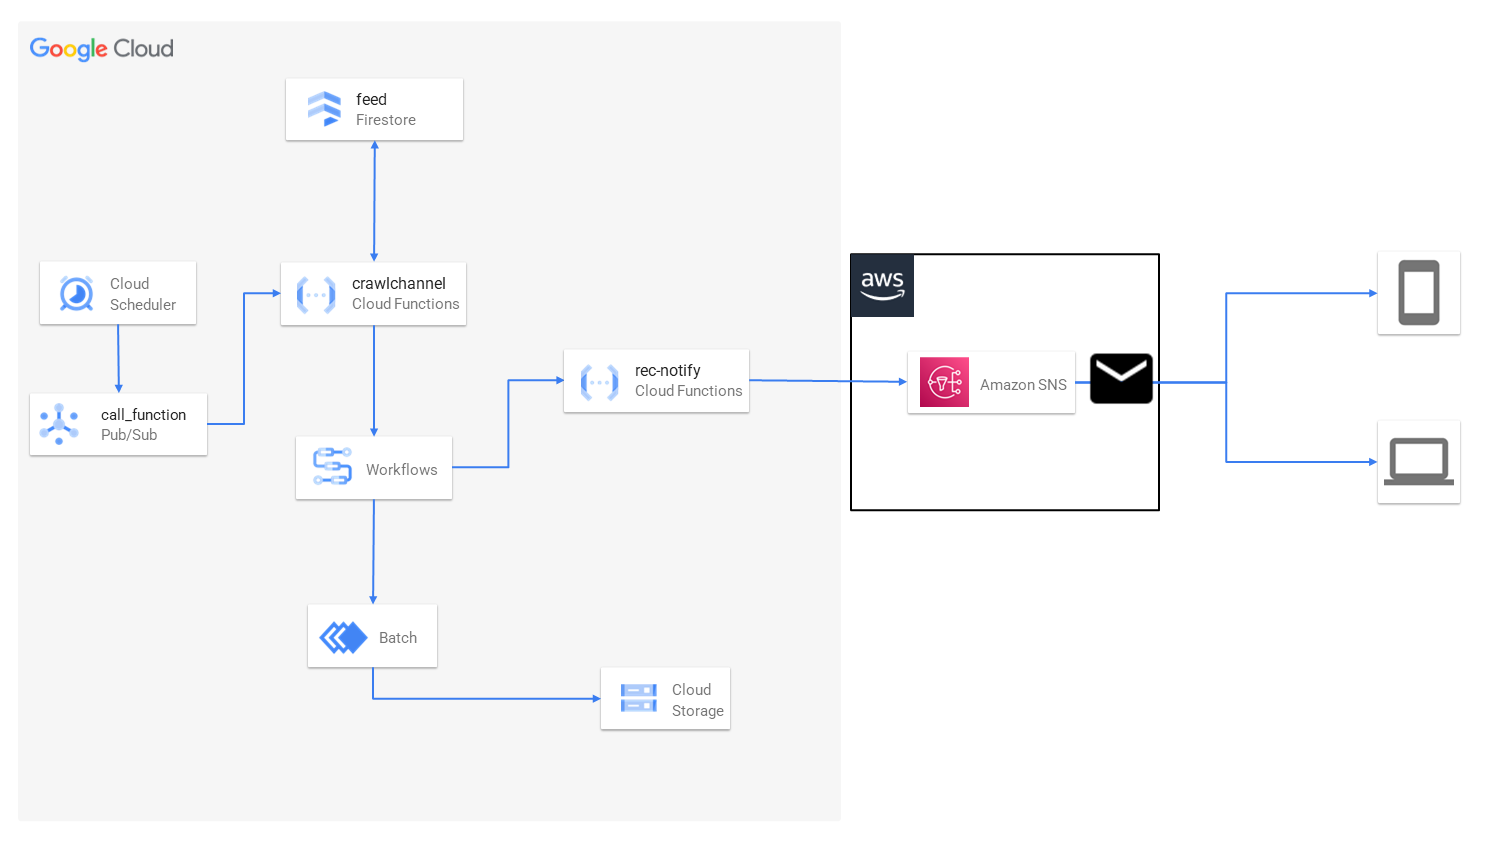 Google Cloud
feed
Firestore
Cloud
Scheduler
crawlchannel
Cloud Functions
call_function
Pub/Sub
rec-notify
Cloud Functions
aws
Amazon SNS
Workflows
Batch
Cloud
Storage